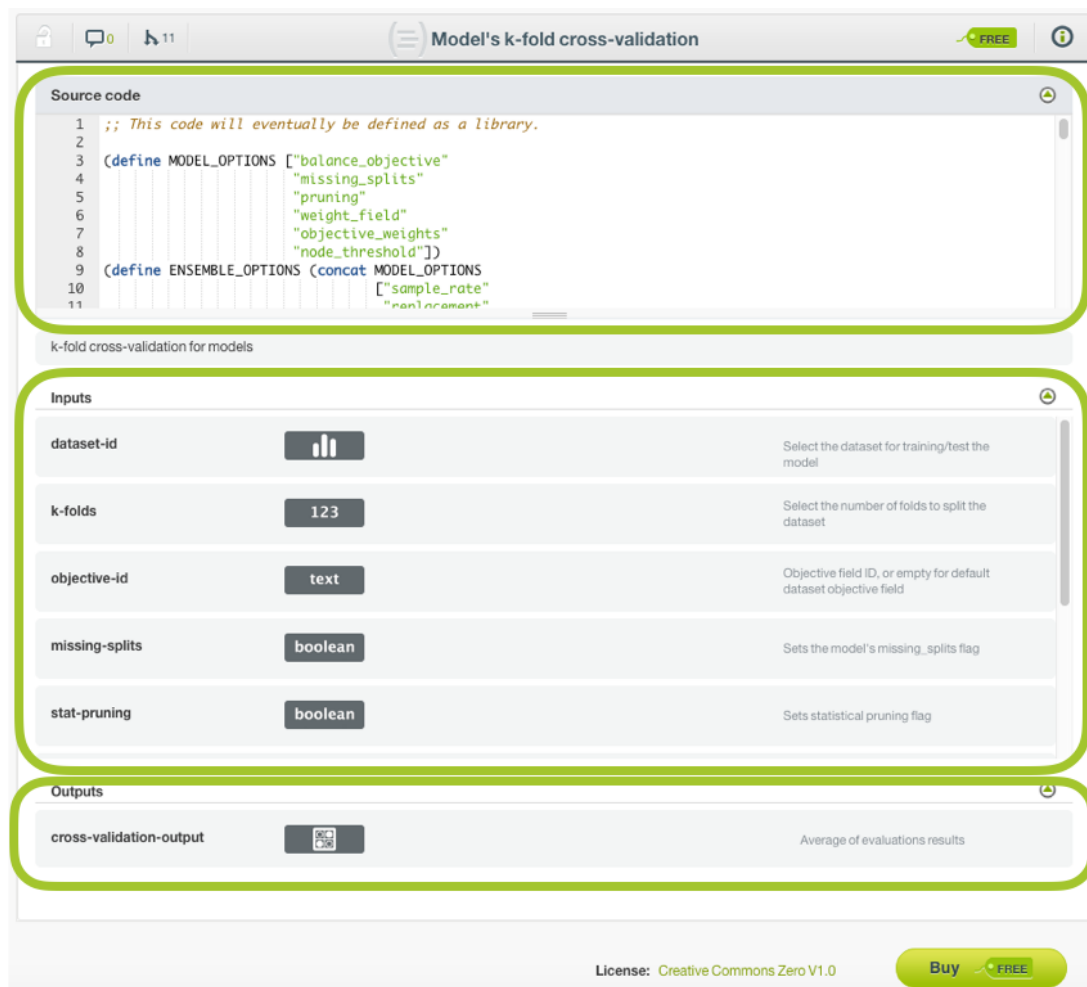 0 11 Model's k-fold cross-validation FREE
Source code
1 ;; This code will eventually be defined as a library.
2
3 (define MODEL_OPTIONS ["balance_objective"
4 "missing_splits"
5 "pruning"
6 "weight_field"
7 "objective_weights"
8 "node_threshold"])
9 (define ENSEMBLE_OPTIONS (concat MODEL_OPTIONS
10 ["sample_rate"
11 "replacement"
k-fold cross-validation for models
Inputs
dataset-id
Select the dataset for training/test the
model
k-folds 123
Select the number of folds to split the
dataset
objective-id text
Objective field ID, or empty for default
dataset objective field
missing-splits boolean Sets the model's missing_splits flag
stat-pruning boolean Sets statistical pruning flag
Outputs
cross-validation-output Average of evaluations results
License: Creative Commons Zero V1.0 Buy FREE